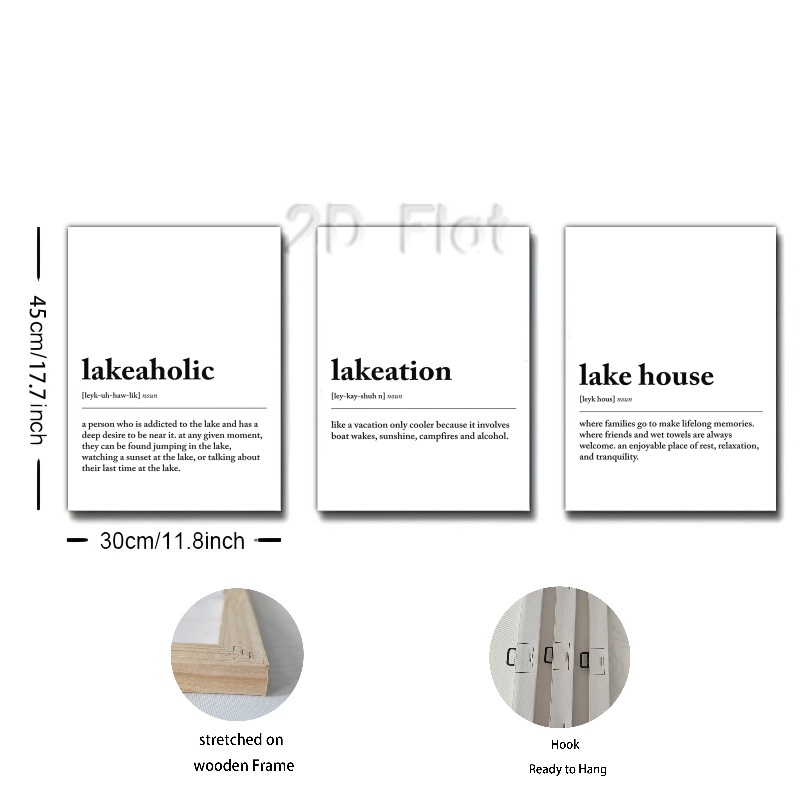 2D Flat
45cm/17.7inch
lakeaholic
[leyk-uh-haw-lik] noun
a person who is addicted to the lake and has a
deep desire to be near it. at any given moment,
they can be found jumping in the lake,
watching a sunset at the lake, or talking about
their last time at the lake.
lakeation
[ley-kay-shuh n] noun
like a vacation only cooler because it involves
boat wakes, sunshine, campfires and alcohol.
lake house
[leyk hous] noun
where families go to make lifelong memories.
where friends and wet towels are always
welcome. an enjoyable place of rest, relaxation,
and tranquility.
30cm/11.8inch
stretched on
wooden Frame
Hook
Ready to Hang